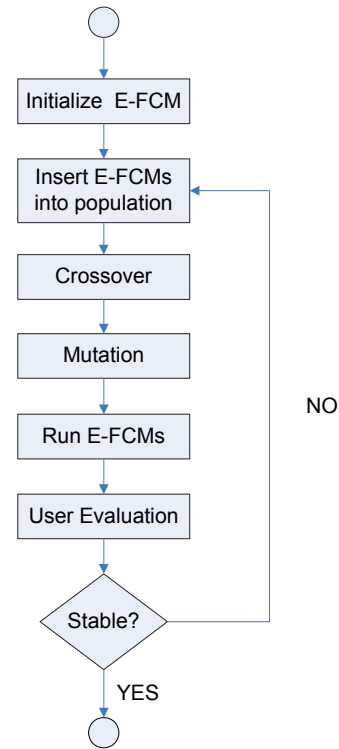 Initialize E-FCM
Insert E-FCMs
into population
Crossover
Mutation
Run E-FCMs
User Evaluation
Stable?
NO
YES